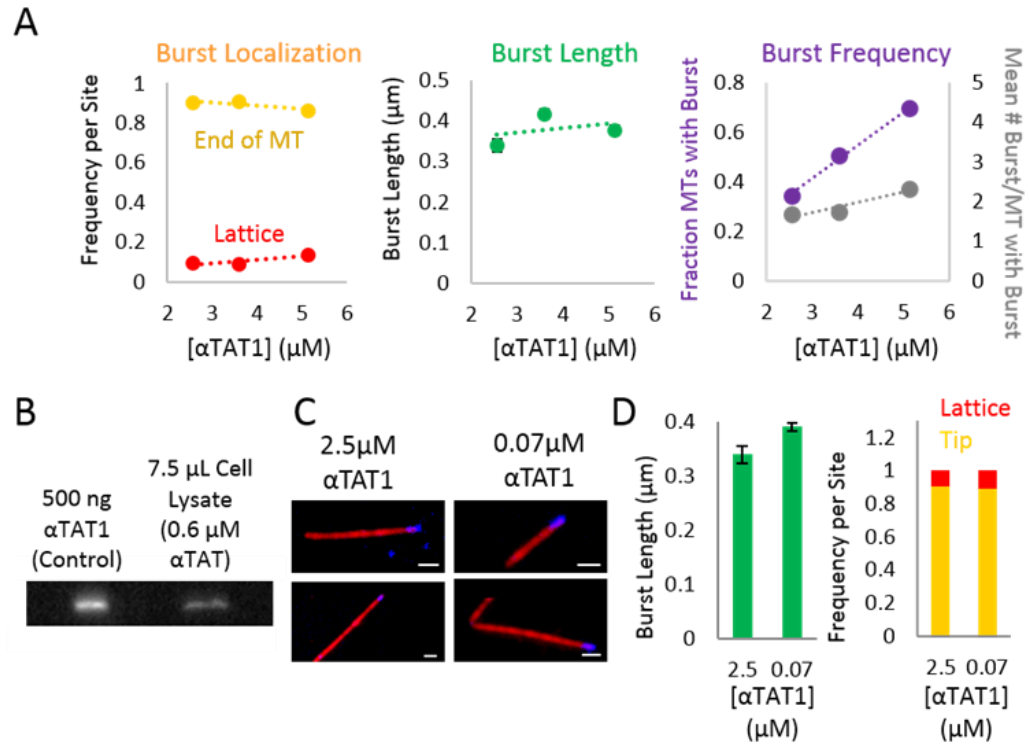 A
Burst Localization
Frequency per Site
1
0.8
0.6
0.4
0.2
0
End of MT
Lattice
2 3 4 5 6
[αTAT1] (μM)
Burst Length
Burst Length (μm)
0.5
0.4
0.3
0.2
0.1
0
2 3 4 5 6
[αTAT1] (μM)
Burst Frequency
Fraction MTs with Burst
0.8
0.6
0.4
0.2
0
5
4
3
2
1
0
Mean # Burst/MT with Burst
2 3 4 5 6
[αTAT1] (μM)
B
500 ng
αTAT1
(Control)
7.5 μL Cell
Lysate
(0.6 μM
αTAT)
C
2.5μM
αTAT1
0.07μM
αTAT1
D
Burst Length (μm)
0.4
0.3
0.2
0.1
0
2.5 0.07
[αTAT1]
(μM)
Frequency per Site
Lattice
Tip
1.2
1
0.8
0.6
0.4
0.2
0
2.5 0.07
[αTAT1]
(μM)